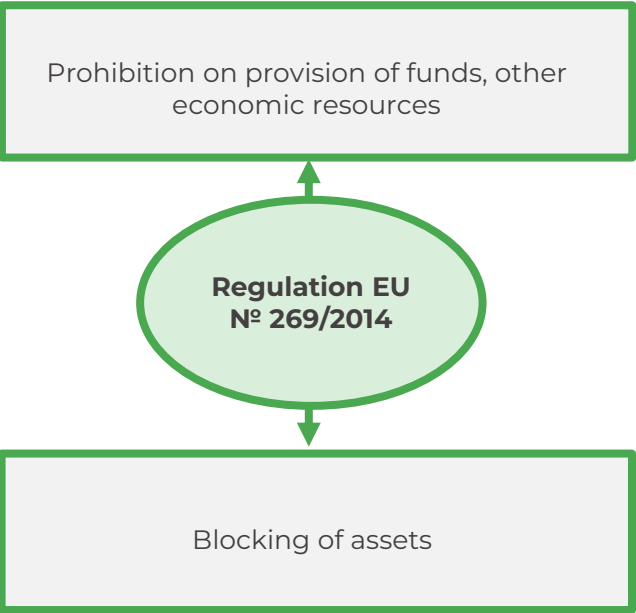 Prohibition on provision of funds, other
economic resources
Regulation EU
№ 269/2014
Blocking of assets